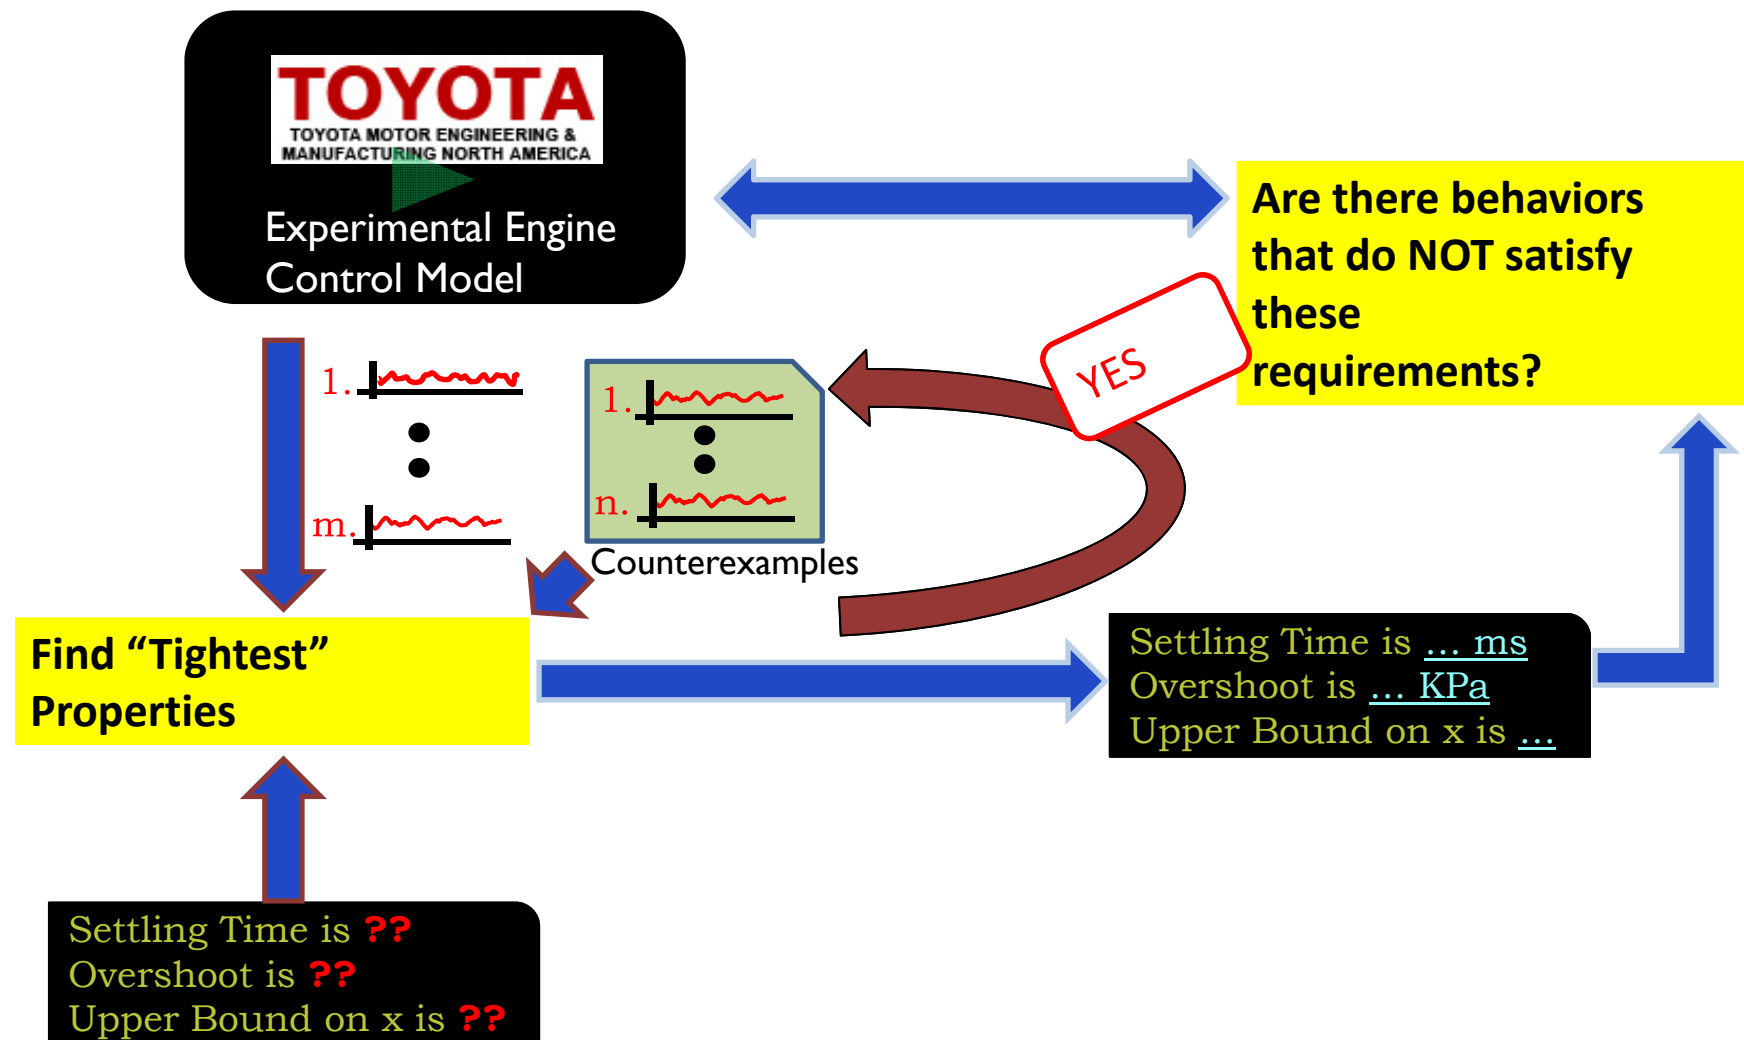 TOYOTA
TOYOTA MOTOR ENGINEERING &
MANUFACTURING NORTH AMERICA
Experimental Engine
Control Model
Are there behaviors
that do NOT satisfy
these
requirements?
YES
1.
m.
1.
n.
Counterexamples
Find “Tightest”
Properties
Settling Time is ... ms
Overshoot is ... KPa
Upper Bound on x is ...
Settling Time is ??
Overshoot is ??
Upper Bound on x is ??